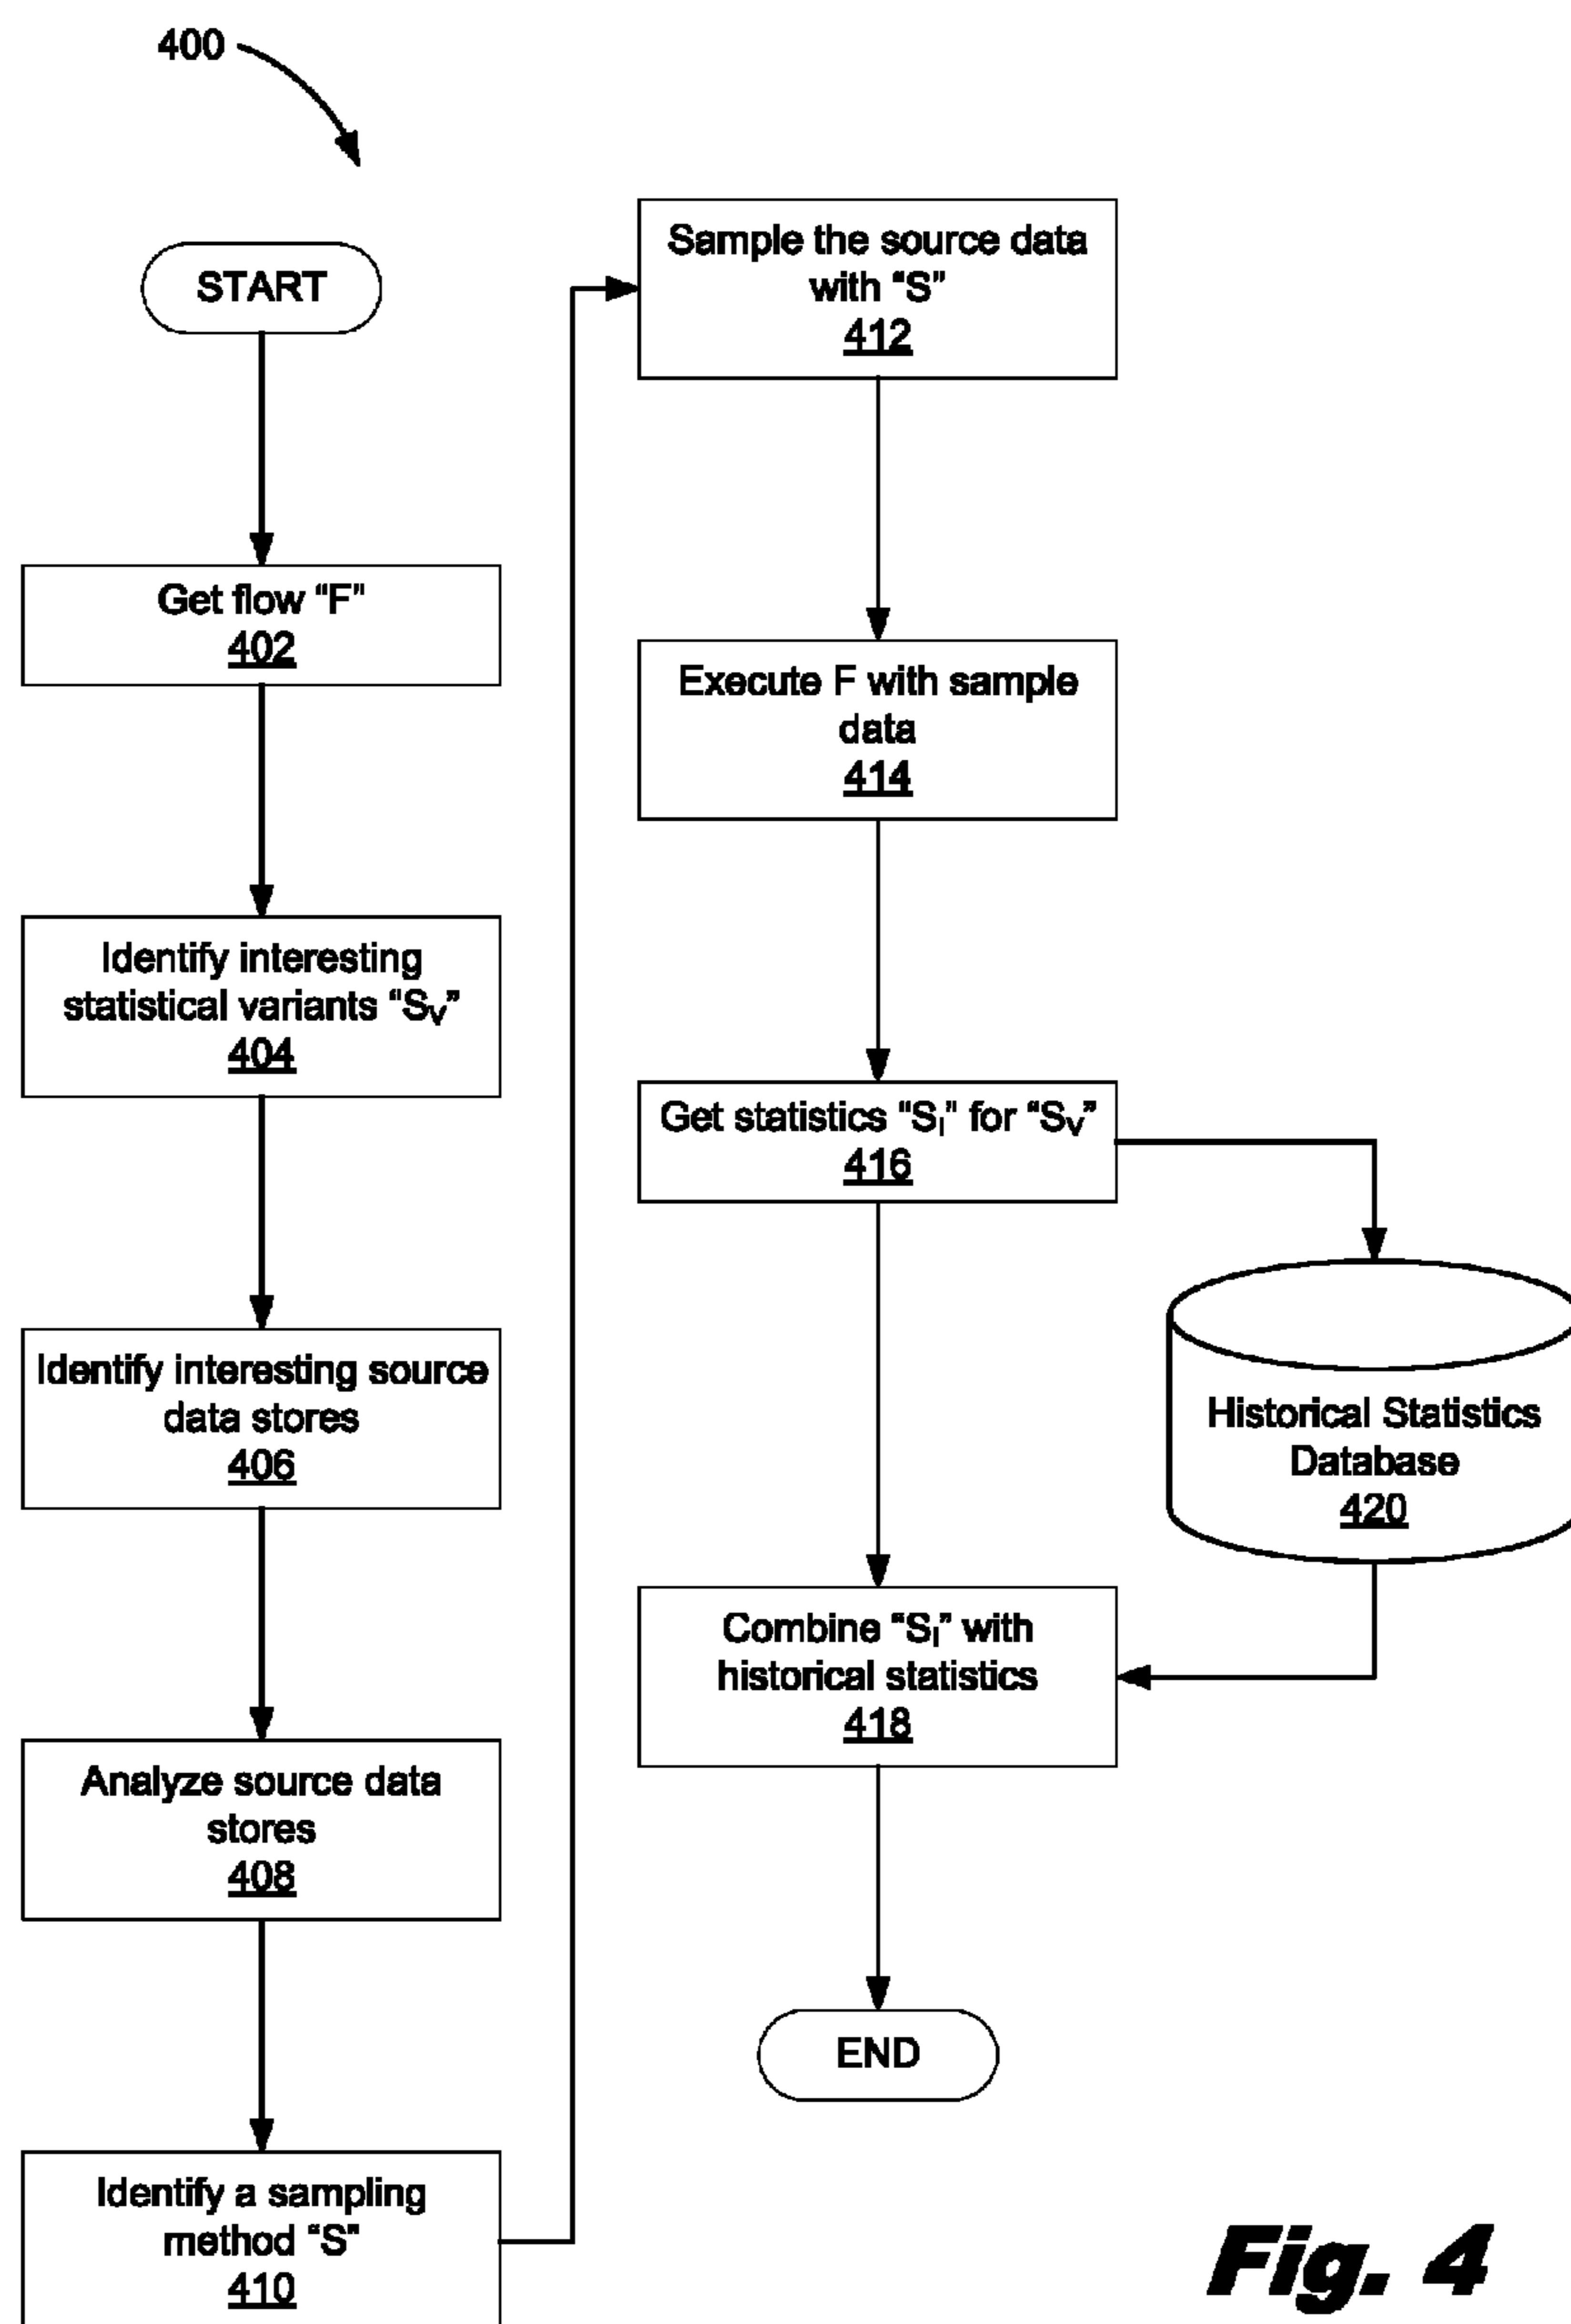 400
START
Get flow “F”
402
Identify interesting
statistical variants “Sᵥ”
404
Identify interesting source
data stores
406
Analyze source data
stores
408
Identify a sampling
method “S”
410
Sample the source data
with “S”
412
Execute F with sample
data
414
Get statistics “Sₗ” for “Sᵥ”
416
Historical Statistics
Database
420
Combine “Sₗ” with
historical statistics
418
END
Fig. 4